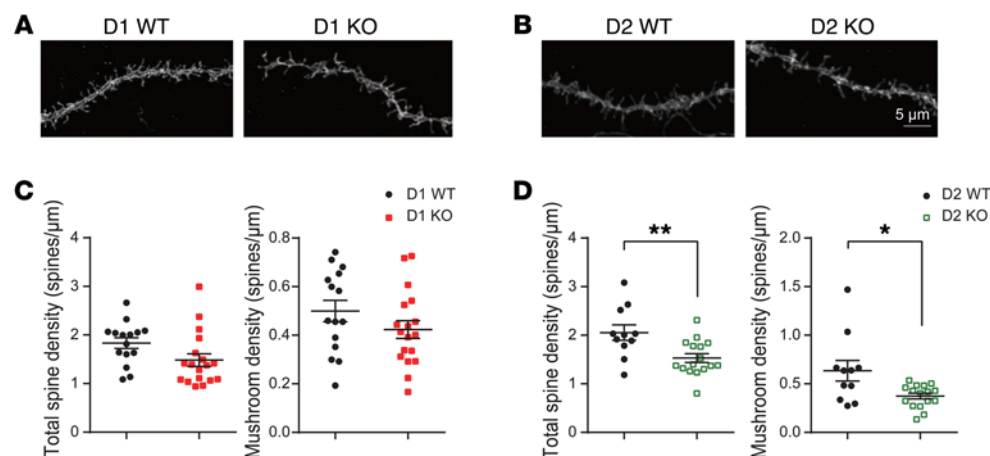 A
D1 WT
D1 KO
B
D2 WT
D2 KO
5 µm
C
D1 WT
D1 KO
Total spine density (spines/µm)
4
3
2
1
0
Mushroom density (spines/µm)
0.8
0.6
0.4
0.2
0.0
D
D2 WT
D2 KO
Total spine density (spines/µm)
4
3
2
1
0
**
Mushroom density (spines/µm)
2.0
1.5
1.0
0.5
0.0
*